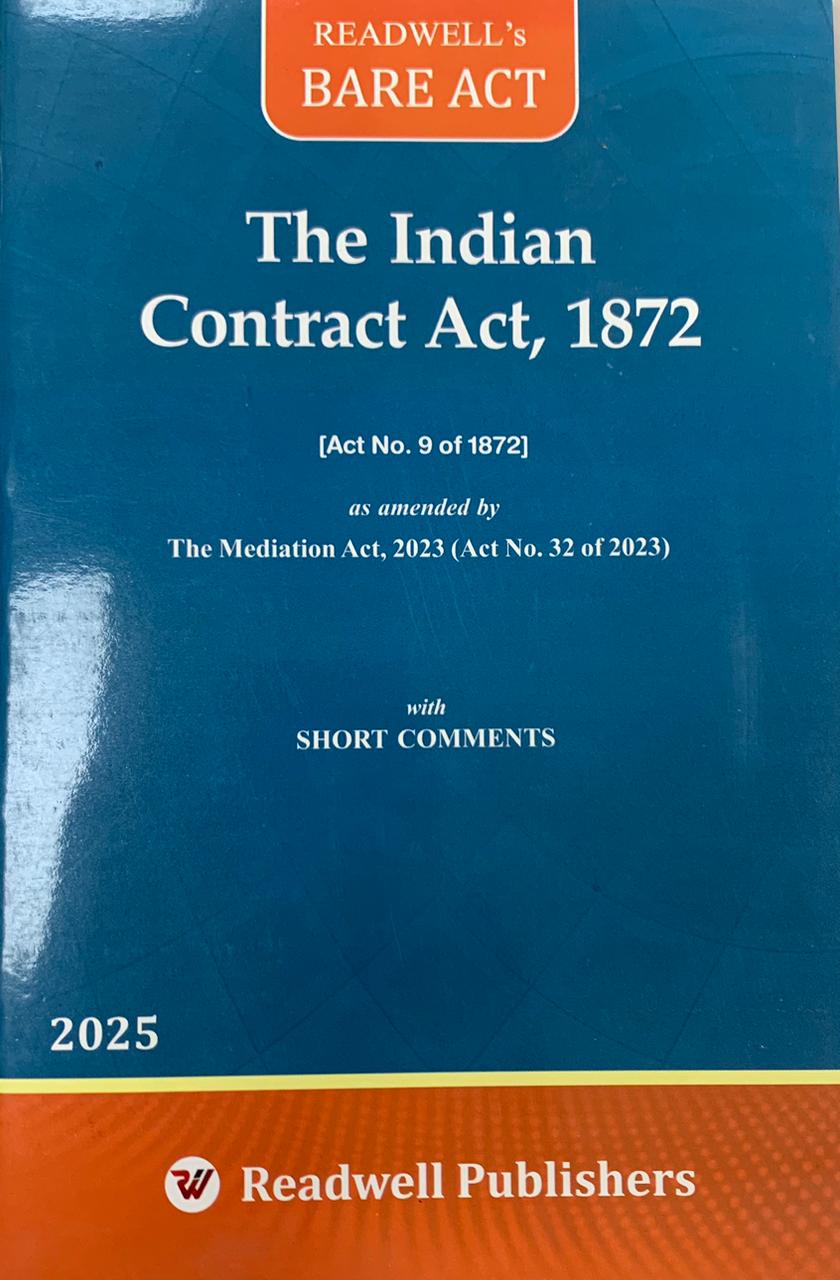 READWELL's
BARE ACT
The Indian
Contract Act, 1872
[Act No. 9 of 1872]
as amended by
The Mediation Act, 2023 (Act No. 32 of 2023)
with
SHORT COMMENTS
2025
RW Readwell Publishers